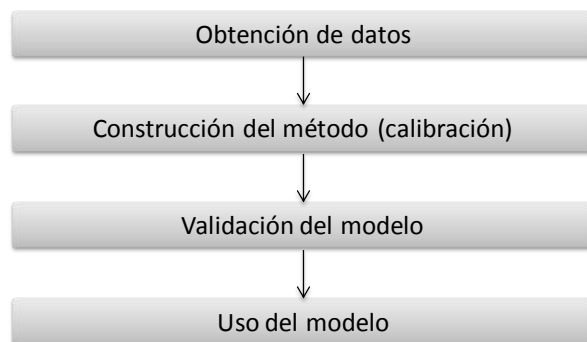 Obtención de datos
Construcción del método (calibración)
Validación del modelo
Uso del modelo